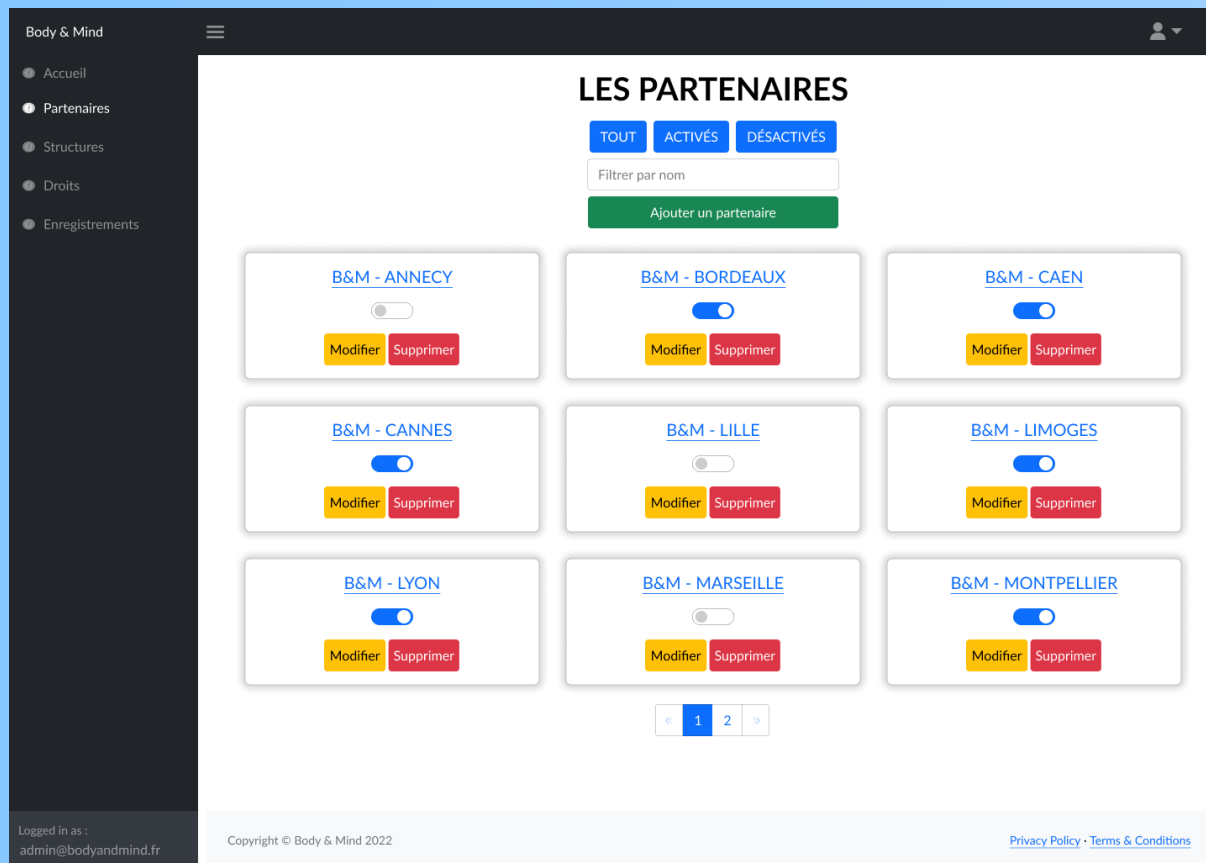 Body & Mind
Accueil
Partenaires
Structures
Droits
Enregistrements
LES PARTENAIRES
TOUT ACTIVÉS DÉSACTIVÉS
Filtrer par nom
Ajouter un partenaire
B&M - ANNECY
Modifier Supprimer
B&M - BORDEAUX
Modifier Supprimer
B&M - CAEN
Modifier Supprimer
B&M - CANNES
Modifier Supprimer
B&M - LILLE
Modifier Supprimer
B&M - LIMOGES
Modifier Supprimer
B&M - LYON
Modifier Supprimer
B&M - MARSEILLE
Modifier Supprimer
B&M - MONTPELLIER
Modifier Supprimer
« 1 2 »
Logged in as :
admin@bodyandmind.fr
Copyright © Body & Mind 2022
Privacy Policy · Terms & Conditions